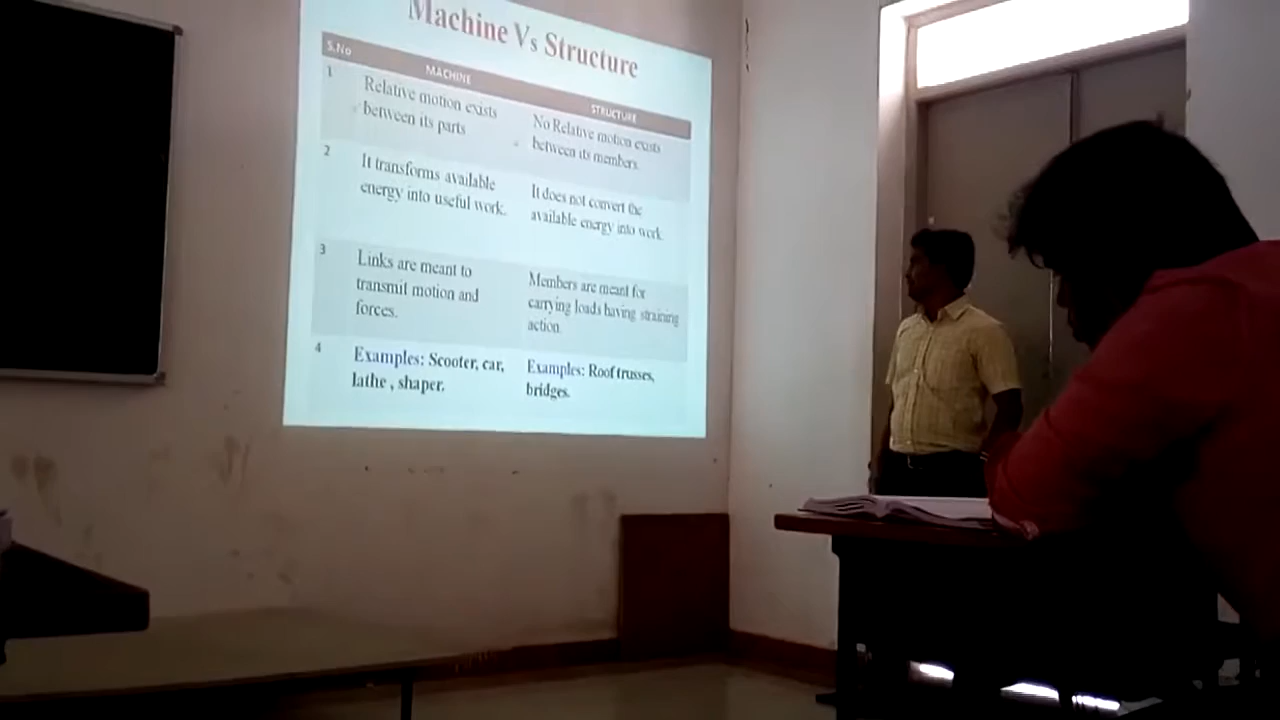 Machine Vs Structure
S.No MACHINE STRUCTURE
1
Relative motion exists
between its parts
No Relative motion exists
between its members.
2
It transforms available
energy into useful work.
It does not convert the
available energy into work.
3
Links are meant to
transmit motion and
forces.
Members are meant for
carrying loads having straining
action.
4
Examples: Scooter, car,
lathe , shaper.
Examples: Roof trusses,
bridges.